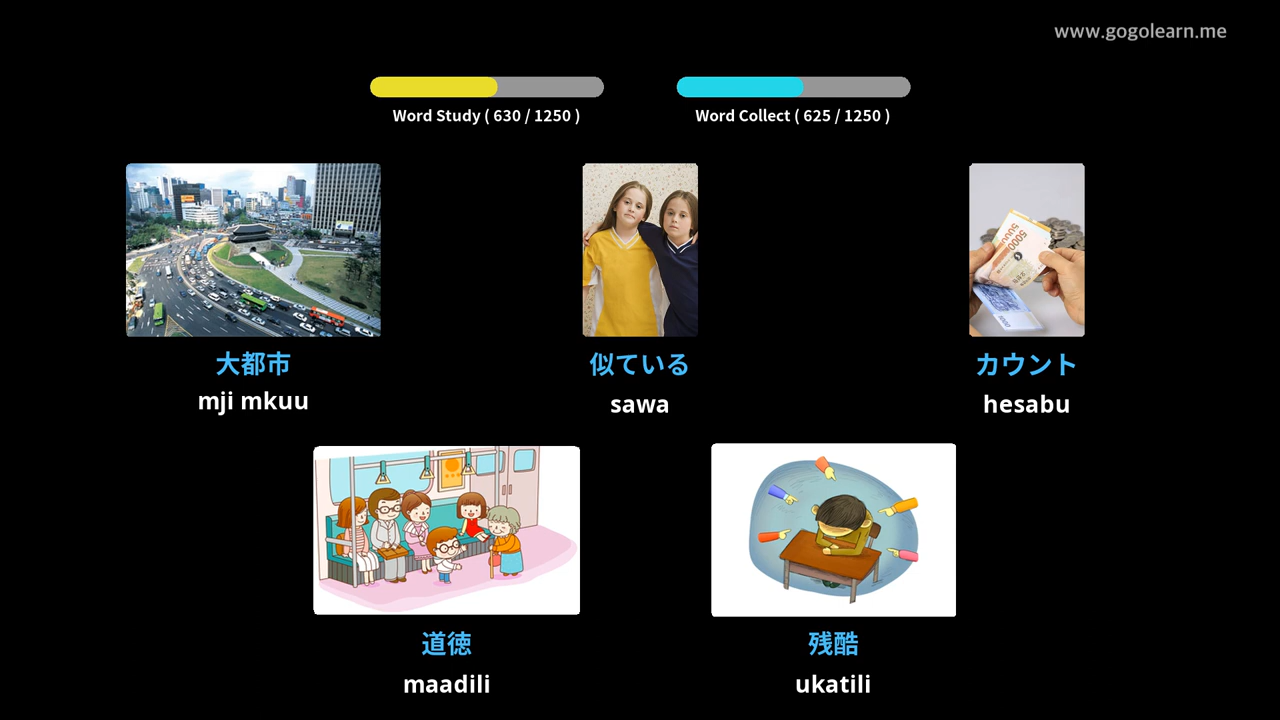 www.gogolearn.me
Word Study ( 630 / 1250 )
Word Collect ( 625 / 1250 )
大都市
mji mkuu
似ている
sawa
カウント
hesabu
道徳
maadili
残酷
ukatili